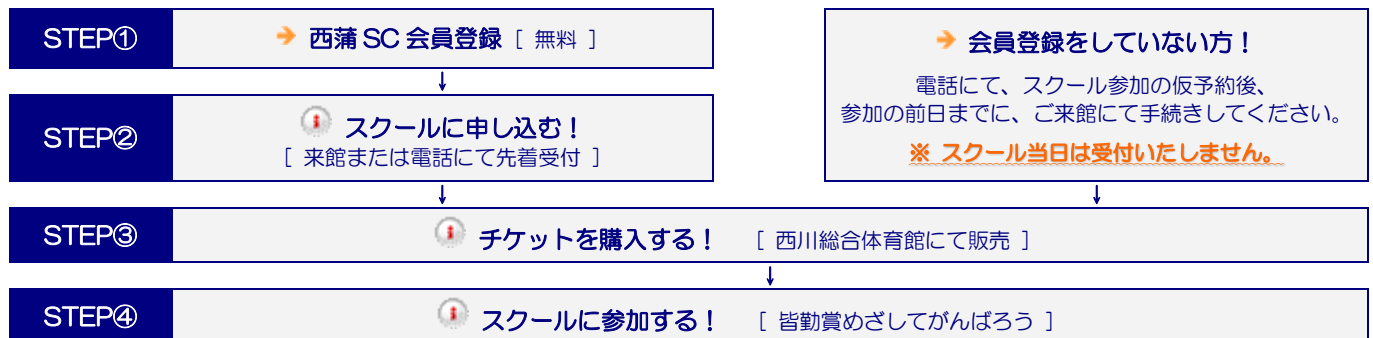 STEP①
西蒲 SC 会員登録 [ 無料 ]
↓
STEP②
スクールに申し込む！
[ 来館または電話にて先着受付 ]
↓
会員登録をしていない方！
電話にて、スクール参加の仮予約後、
参加の前日までに、ご来館にて手続きしてください。
※ スクール当日は受付いたしません。
↓
STEP③
チケットを購入する！ [ 西川総合体育館にて販売 ]
↓
STEP④
スクールに参加する！ [ 皆勤賞めざしてがんばろう ]